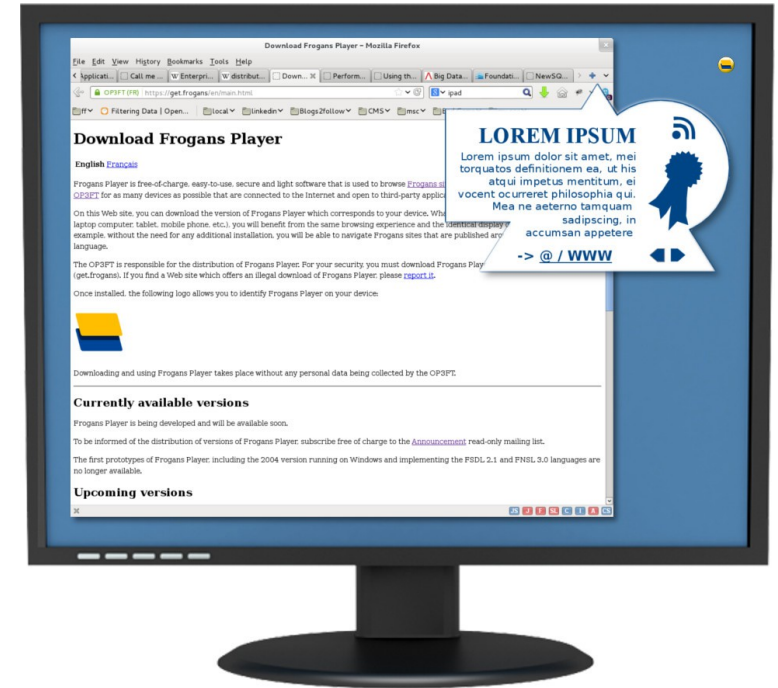 Download Frogans Player - Mozilla Firefox
File Edit View History Bookmarks Tools Help
Applicati... Call me ... Enterpri... distribut... Down... Perform... Using th... Big Data... Foundati... NewSQ...
OP3FT (FR) https://get.frogans/en/main.html ipad
ff Filtering Data | Open... local linkedin Blogs2follow CMS msc
Download Frogans Player
English Français
Frogans Player is free-of-charge, easy-to-use, secure and light software that is used to browse Frogans
OP3FT for as many devices as possible that are connected to the Internet and open to third-party
On this Web site, you can download the version of Frogans Player which corresponds to your device.
laptop computer, tablet, mobile phone, etc.), you will benefit from the same browsing experience and the identical display
example, without the need for any additional installation, you will be able to navigate Frogans sites that are published
language.
The OP3FT is responsible for the distribution of Frogans Player. For your security, you must download Frogans
(get.frogans). If you find a Web site which offers an illegal download of Frogans Player, please report it.
Once installed, the following logo allows you to identify Frogans Player on your device:
Downloading and using Frogans Player takes place without any personal data being collected by the OP3FT.
Currently available versions
Frogans Player is being developed and will be available soon.
To be informed of the distribution of versions of Frogans Player, subscribe free of charge to the Announcement read-only mailing list.
The first prototypes of Frogans Player, including the 2004 version running on Windows and implementing the FSDL 2.1 and FNSL 3.0 languages are
no longer available.
Upcoming versions
JS J F SL C I A CS
LOREM IPSUM
Lorem ipsum dolor sit amet, mei
torquatos definitionem ea, ut his
atqui impetus mentitum, ei
vocent ocurreret philosophia qui.
Mea ne aeterno tamquam
sadipscing, in
accumsan appetere
-> @ / WWW